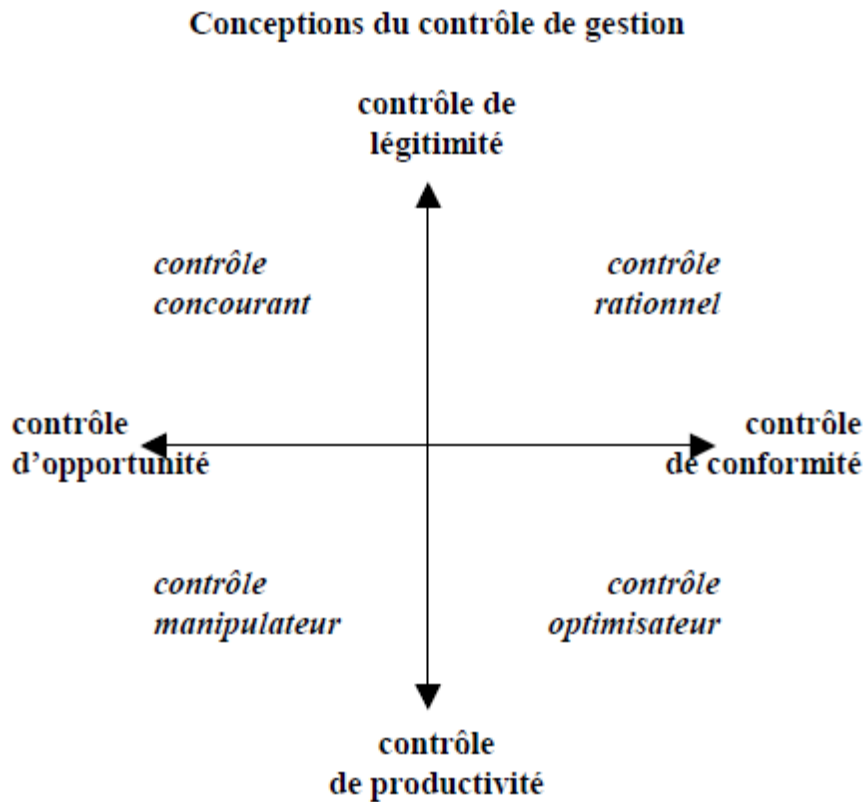 Conceptions du contrôle de gestion
contrôle de
légitimité
contrôle
concourant
contrôle
rationnel
contrôle
d’opportunité
contrôle
de conformité
contrôle
manipulateur
contrôle
optimisateur
contrôle
de productivité